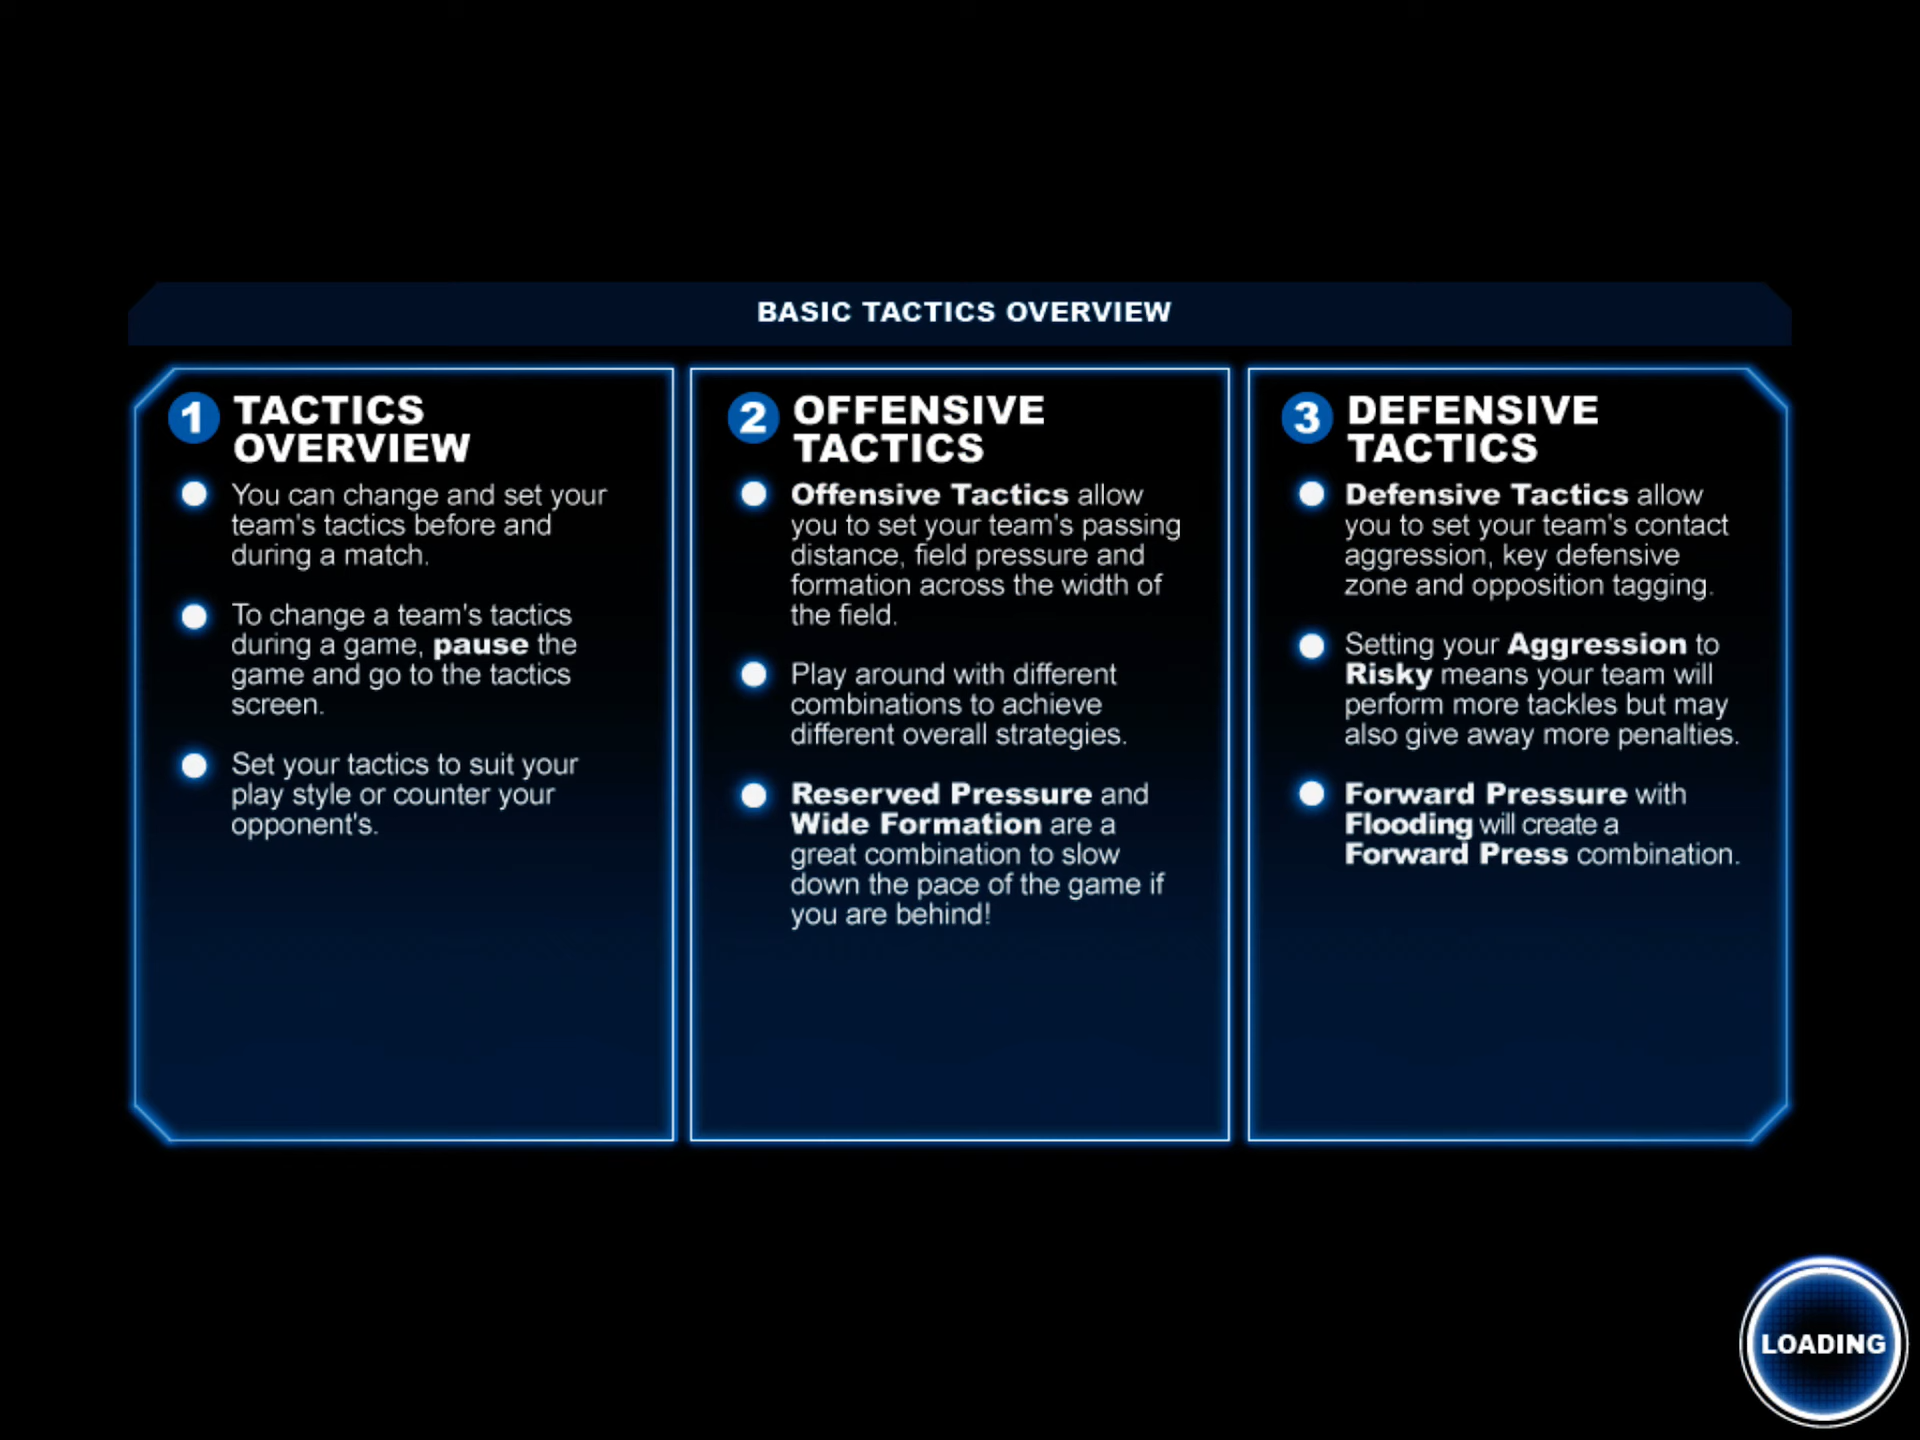 BASIC TACTICS OVERVIEW
1 TACTICS
OVERVIEW
You can change and set your
team's tactics before and
during a match.
To change a team's tactics
during a game, pause the
game and go to the tactics
screen.
Set your tactics to suit your
play style or counter your
opponent's.
2 OFFENSIVE
TACTICS
Offensive Tactics allow
you to set your team's passing
distance, field pressure and
formation across the width of
the field.
Play around with different
combinations to achieve
different overall strategies.
Reserved Pressure and
Wide Formation are a
great combination to slow
down the pace of the game if
you are behind!
3 DEFENSIVE
TACTICS
Defensive Tactics allow
you to set your team's contact
aggression, key defensive
zone and opposition tagging.
Setting your Aggression to
Risky means your team will
perform more tackles but may
also give away more penalties.
Forward Pressure with
Flooding will create a
Forward Press combination.
LOADING